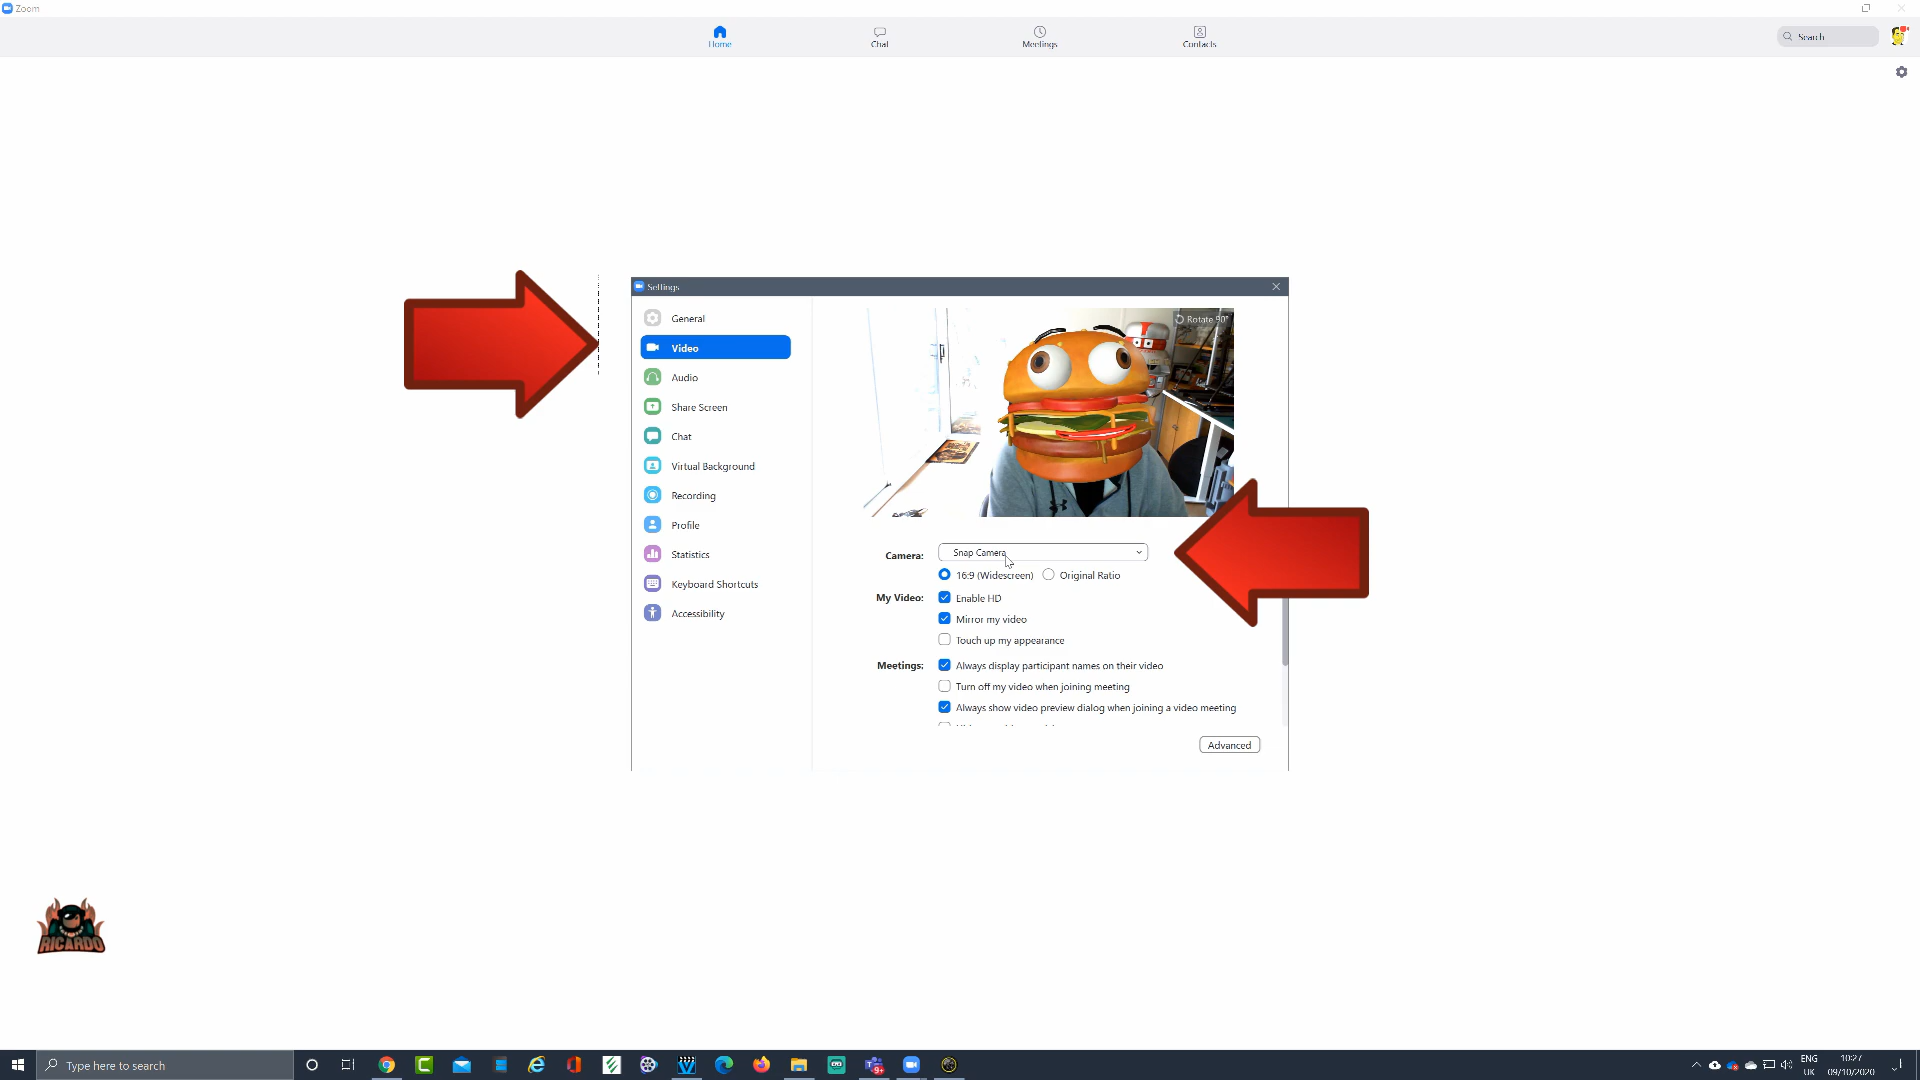 Zoom
Home
Chat
Meetings
Contacts
Search
Settings
General
Video
Audio
Share Screen
Chat
Virtual Background
Recording
Profile
Statistics
Keyboard Shortcuts
Accessibility
Rotate 90°
Camera:
Snap Camera
16:9 (Widescreen)
Original Ratio
My Video:
Enable HD
Mirror my video
Touch up my appearance
Meetings:
Always display participant names on their video
Turn off my video when joining meeting
Always show video preview dialog when joining a video meeting
Advanced
RICARDO
Type here to search
9+
ENG
UK
10:27
09/10/2020